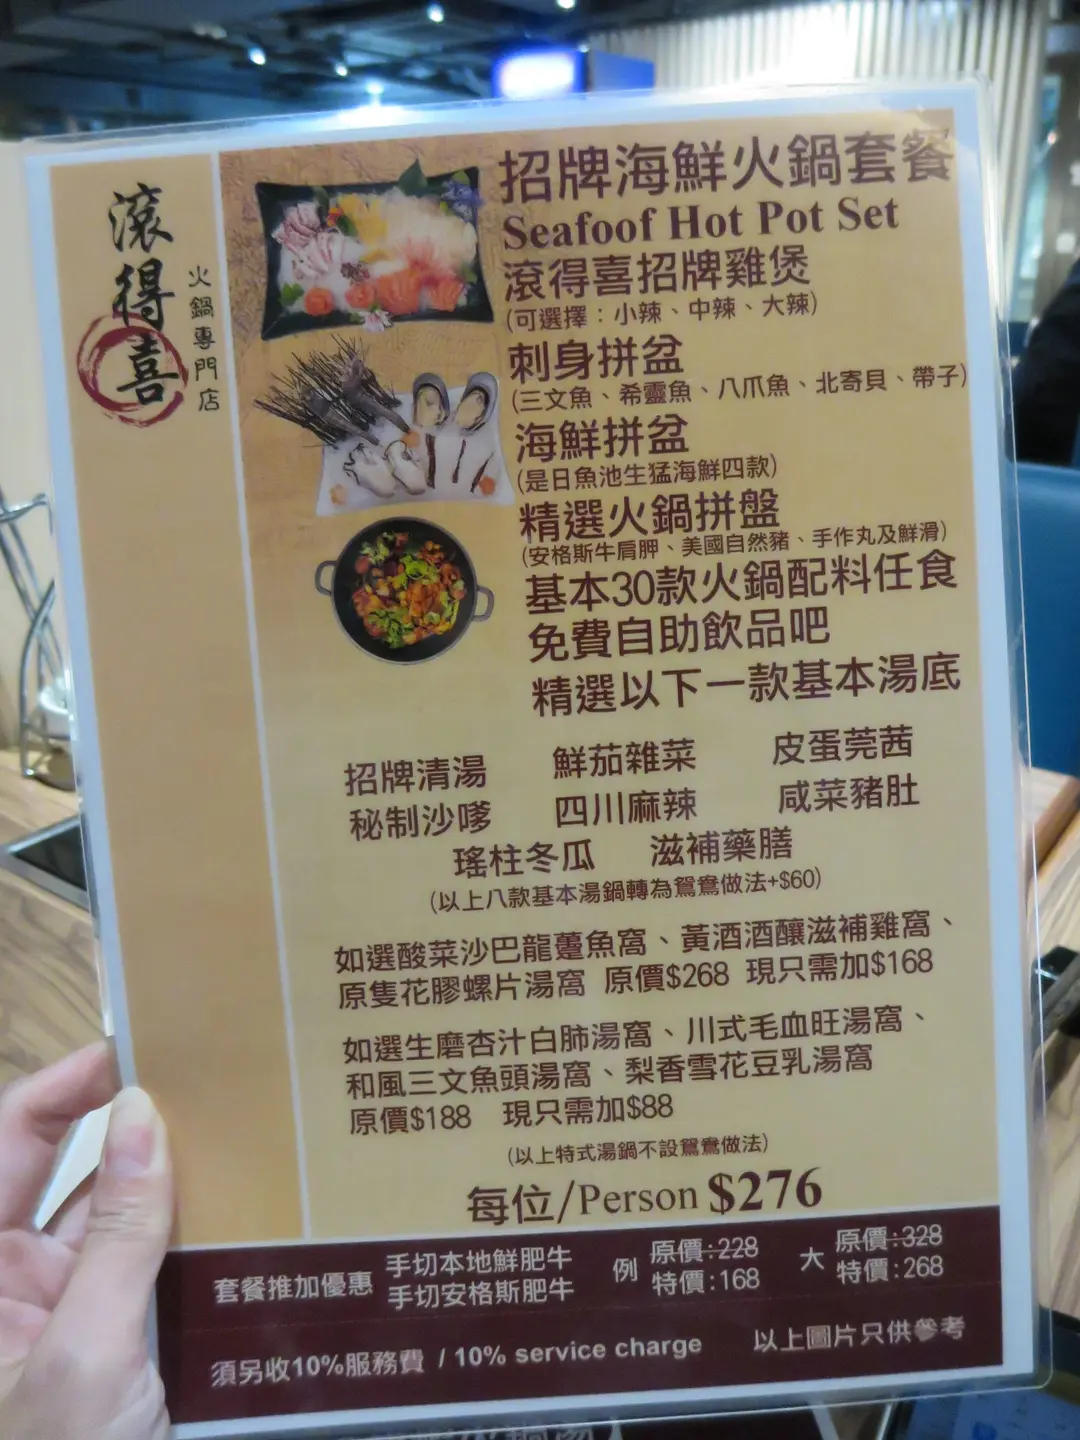 滾得喜
火鍋專門店
招牌海鮮火鍋套餐
Seafoof Hot Pot Set
滾得喜招牌雞煲
(可選擇：小辣、中辣、大辣)
刺身拼盆
(三文魚、希靈魚、八爪魚、北寄貝、帶子)
海鮮拼盆
(是日魚池生猛海鮮四款)
精選火鍋拼盤
(安格斯牛肩胛、美國自然豬、手作丸及鮮滑)
基本30款火鍋配料任食
免費自助飲品吧
精選以下一款基本湯底
招牌清湯 鮮茄雜菜 皮蛋莞茜
秘制沙嗲 四川麻辣 咸菜豬肚
瑤柱冬瓜 滋補藥膳
(以上八款基本湯鍋轉為鴛鴦做法+$60)
如選酸菜沙巴龍躉魚窩、黃酒酒釀滋補雞窩、
原隻花膠螺片湯窩 原價$268 現只需加$168
如選生磨杏汁白肺湯窩、川式毛血旺湯窩、
和風三文魚頭湯窩、梨香雪花豆乳湯窩
原價$188 現只需加$88
(以上特式湯鍋不設鴛鴦做法)
每位/Person $276
套餐推加優惠 手切本地鮮肥牛 例 原價:228 大 原價:328
手切安格斯肥牛 特價:168 特價:268
須另收10%服務費 / 10% service charge 以上圖片只供參考